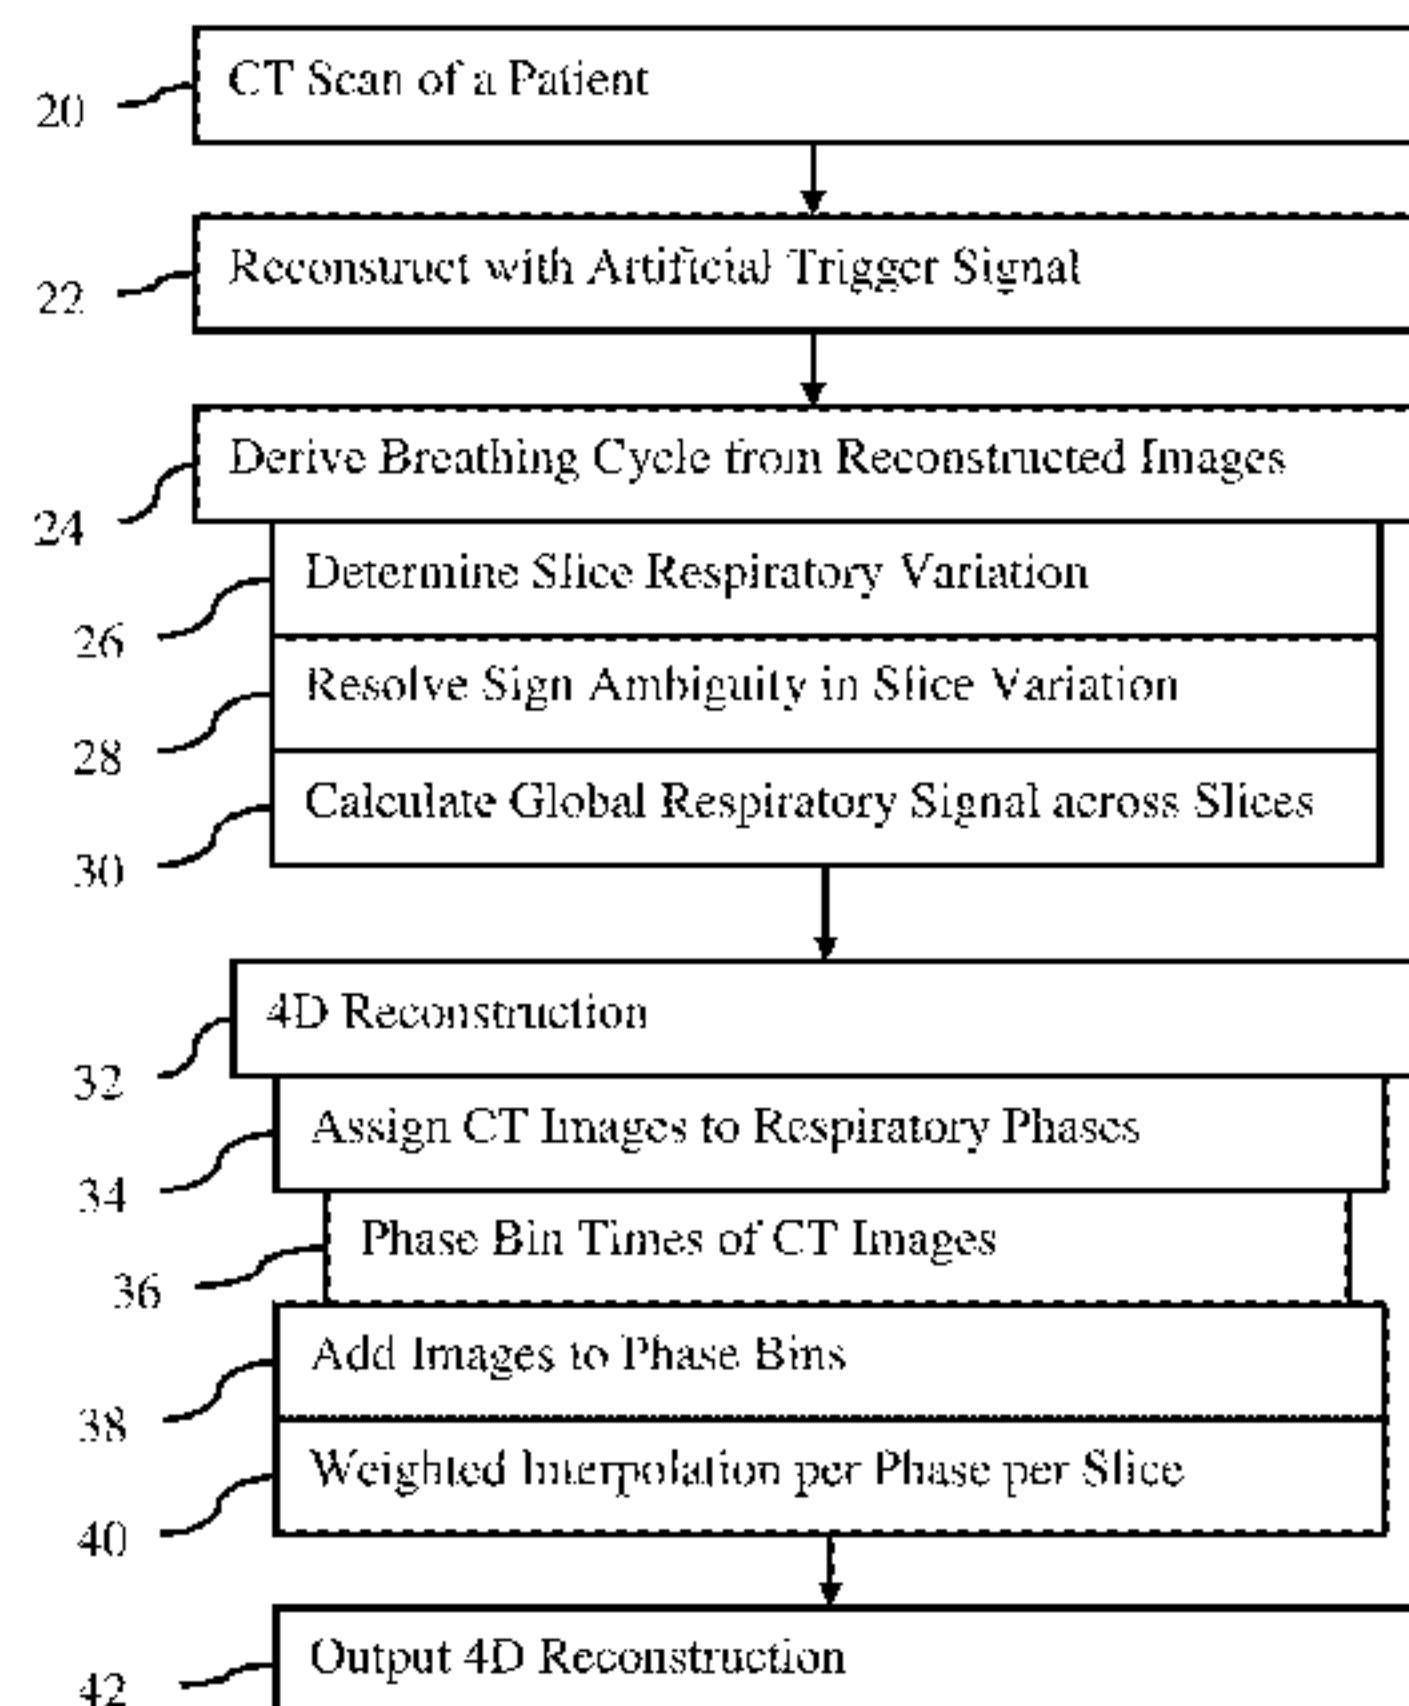 CT Scan of a Patient
20
Reconstruct with Artificial Trigger Signal
22
Derive Breathing Cycle from Reconstructed Images
24
Determine Slice Respiratory Variation
26
Resolve Sign Ambiguity in Slice Variation
28
Calculate Global Respiratory Signal across Slices
30
4D Reconstruction
32
Assign CT Images to Respiratory Phases
34
Phase Bin Times of CT Images
36
Add Images to Phase Bins
38
Weighted Interpolation per Phase per Slice
40
Output 4D Reconstruction
42